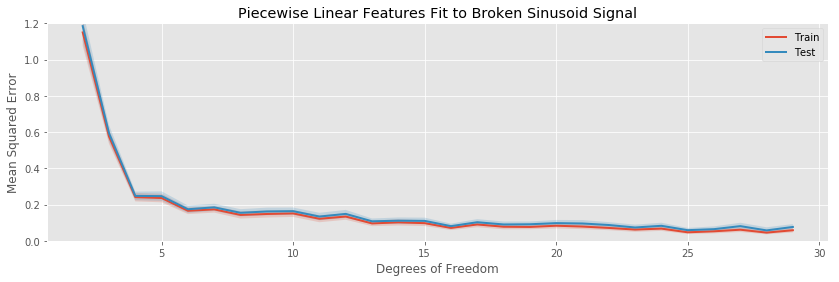 Piecewise Linear Features Fit to Broken Sinusoid Signal
Train
Test
Mean Squared Error
1.2
1.0
0.8
0.6
0.4
0.2
0.0
5
10
15
20
25
30
Degrees of Freedom